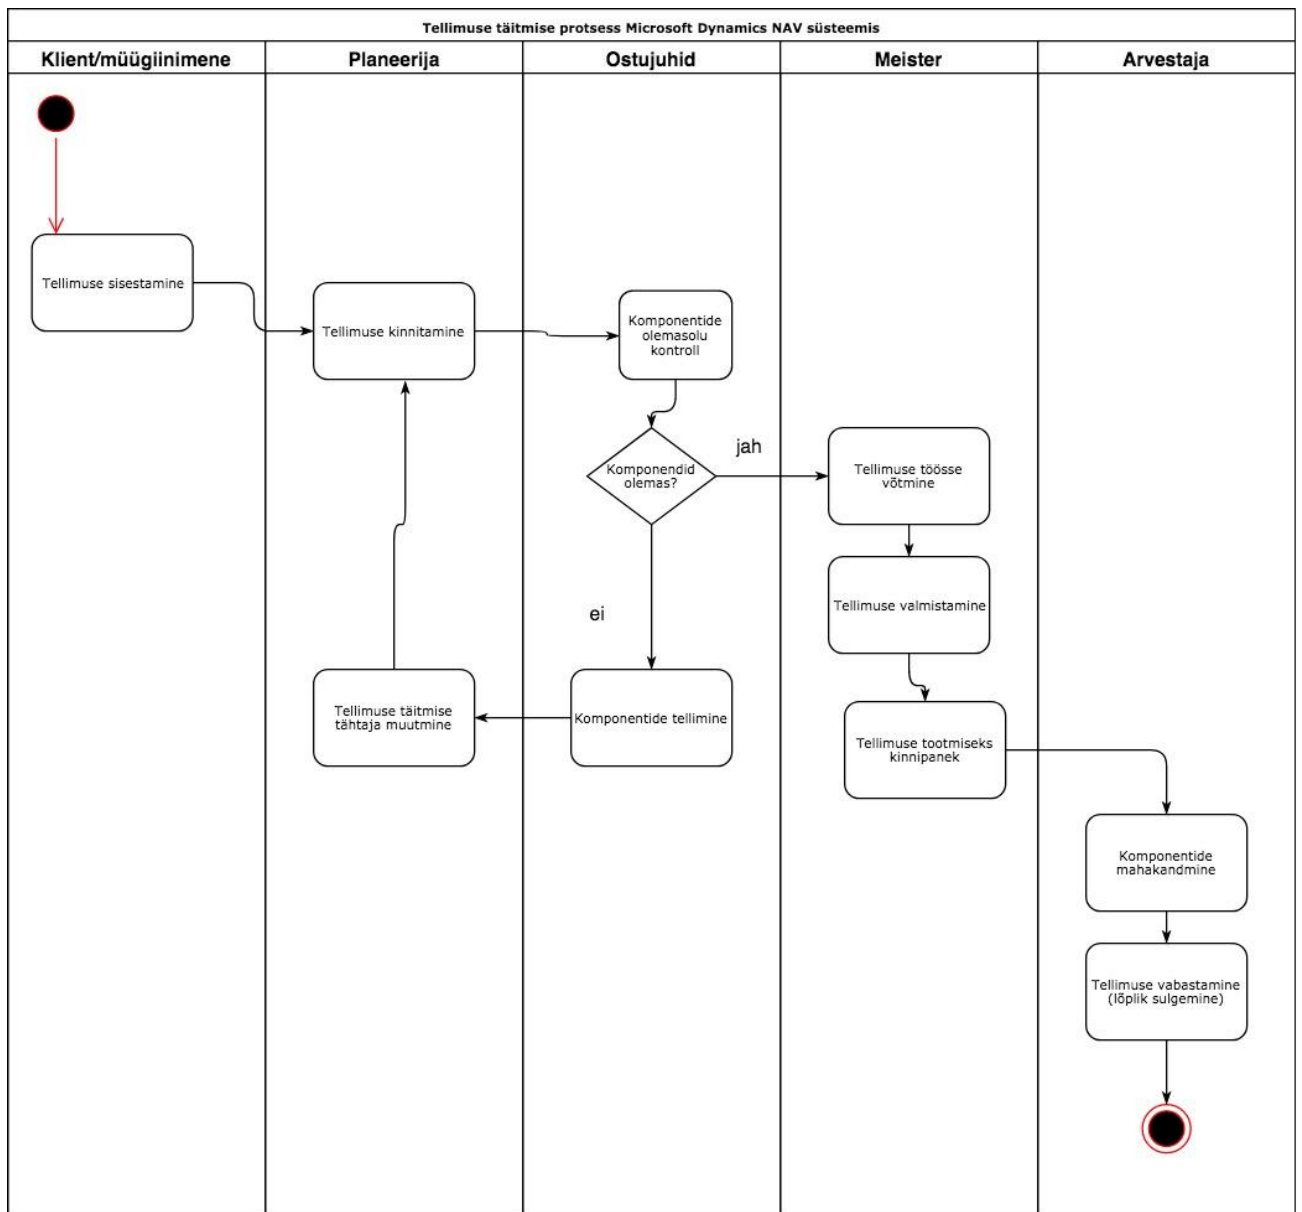 Tellimuse täitmise protsess Microsoft Dynamics NAV süsteemis
Klient/müügiinimene
Planeerija
Ostujuhid
Meister
Arvestaja
Tellimuse sisestamine
Tellimuse kinnitamine
Komponentide
olemasolu
kontroll
Komponendid
olemas?
jah
Tellimuse töösse
võtmine
Tellimuse valmistamine
ei
Tellimuse täitmise
tähtaja muutmine
Komponentide tellimine
Tellimuse tootmiseks
kinnipanek
Komponentide
mahakandmine
Tellimuse vabastamine
(lõplik sulgemine)